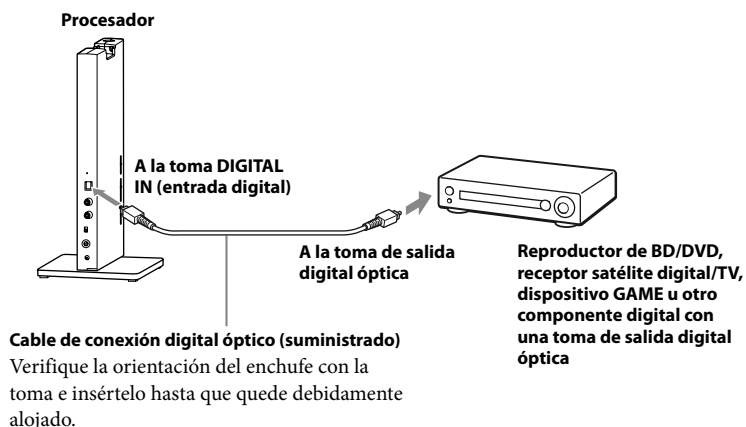 Procesador
A la toma DIGITAL
IN (entrada digital)
A la toma de salida
digital óptica
Reproductor de BD/DVD,
receptor satélite digital/TV,
dispositivo GAME u otro
componente digital con
una toma de salida digital
óptica
Cable de conexión digital óptico (suministrado)
Verifique la orientación del enchufe con la
toma e insértelo hasta que quede debidamente
alojado.